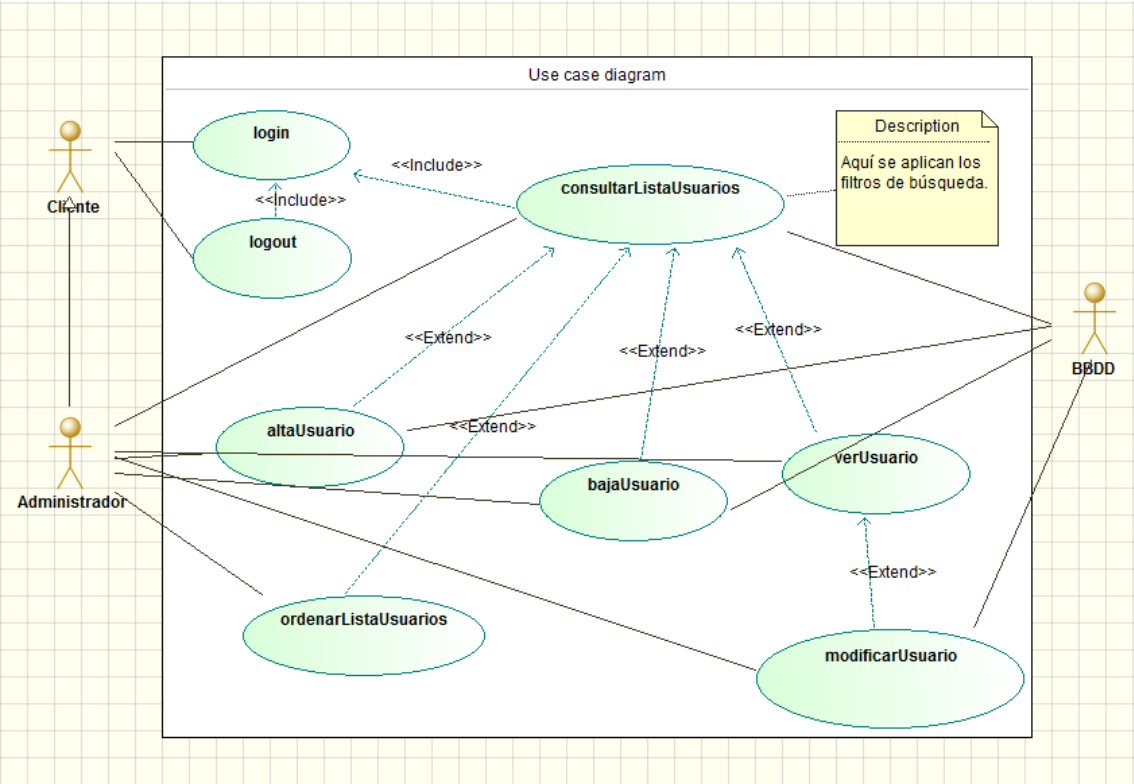 Use case diagram
login
Description
<<Include>>
Aquí se aplican los
filtros de búsqueda.
consultarListaUsuarios
<<Include>>
Cliente
logout
<<Extend>>
<<Extend>>
<<Extend>>
BBDD
<<Extend>>
altaUsuario
verUsuario
bajaUsuario
Administrador
<<Extend>>
ordenarListaUsuarios
modificarUsuario